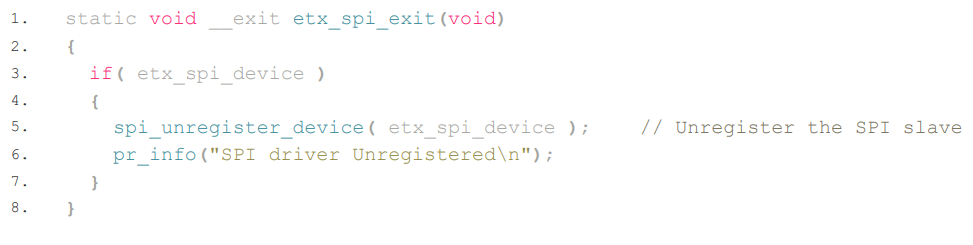 1. static void __exit etx_spi_exit(void)
2. {
3. if( etx_spi_device )
4. {
5. spi_unregister_device( etx_spi_device ); // Unregister the SPI slave
6. pr_info("SPI driver Unregistered\n");
7. }
8. }